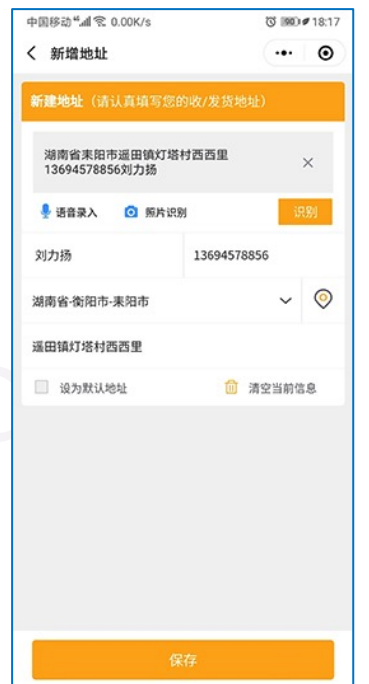 中国移动 4G 0.00K/s 90 18:17
新增地址
新建地址（请认真填写您的收/发货地址）
湖南省耒阳市遥田镇灯塔村西西里
13694578856刘力扬
语音录入 照片识别 识别
刘力扬 13694578856
湖南省-衡阳市-耒阳市
遥田镇灯塔村西西里
设为默认地址 清空当前信息
保存